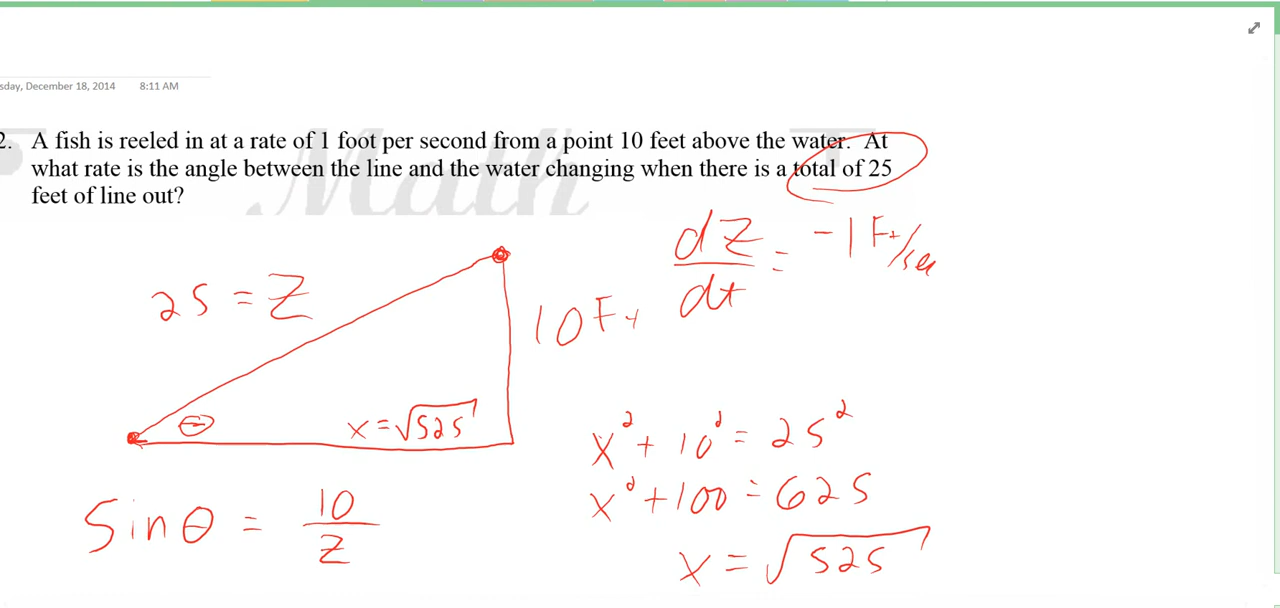 sday, December 18, 2014 8:11 AM
2. A fish is reeled in at a rate of 1 foot per second from a point 10 feet above the water. At
what rate is the angle between the line and the water changing when there is a total of 25
feet of line out?
Math
dz/dt = -1 Ft/sec
25 = Z
10 Ft
θ
x = √525
x² + 10² = 25²
x² + 100 = 625
x = √525
Sin θ = 10/z